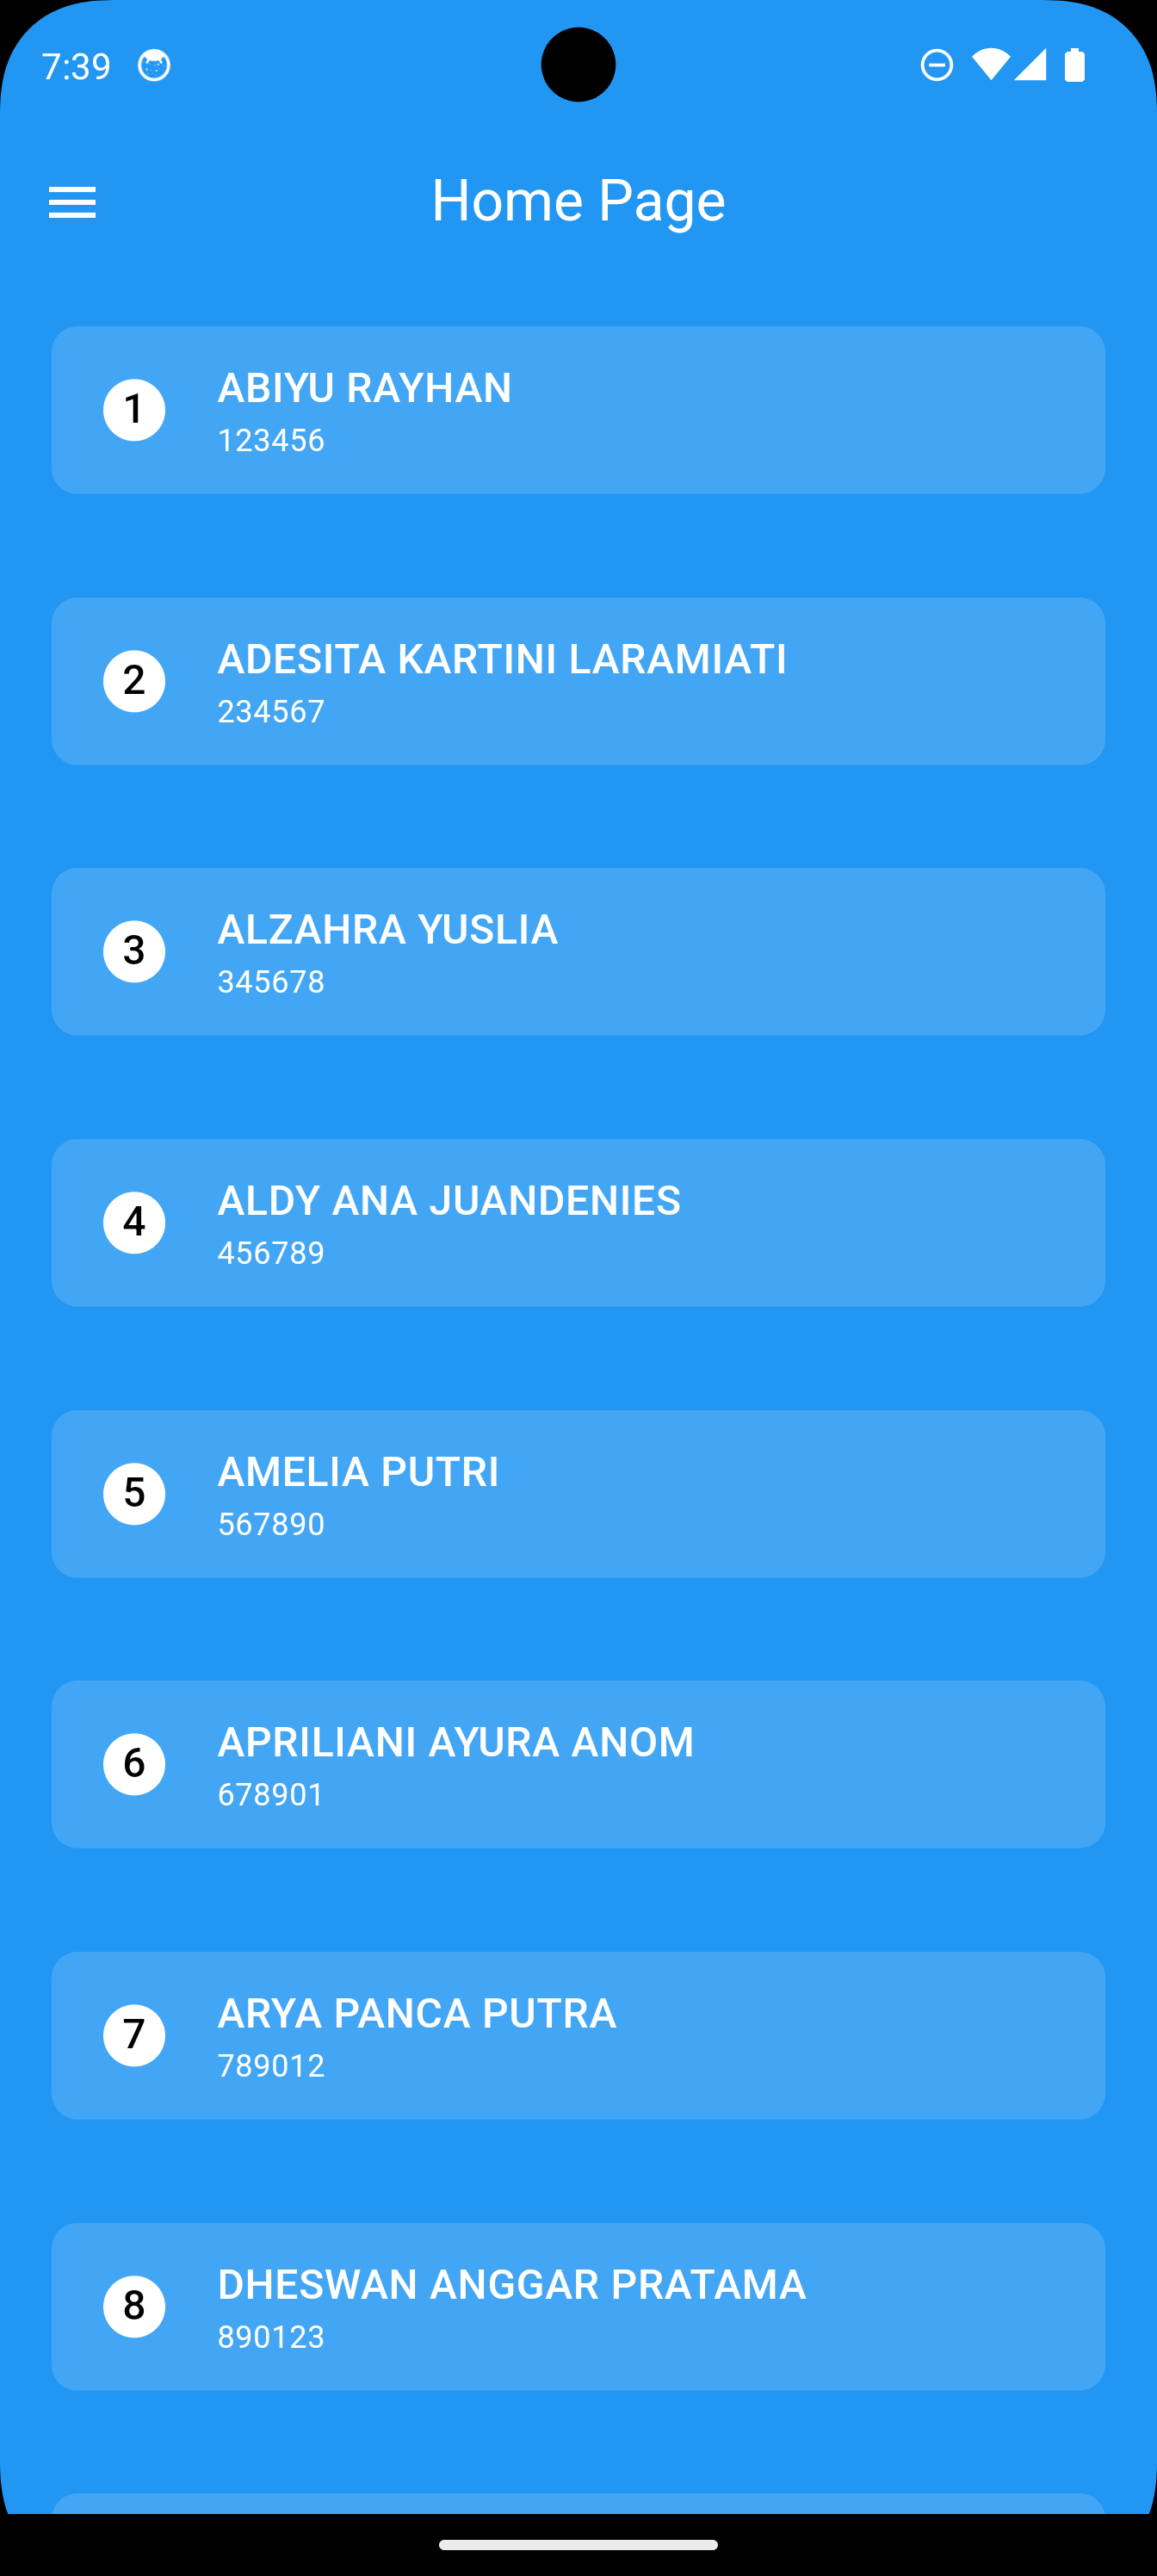 7:39
Home Page
1
ABIYU RAYHAN
123456
2
ADESITA KARTINI LARAMIATI
234567
3
ALZAHRA YUSLIA
345678
4
ALDY ANA JUANDENIES
456789
5
AMELIA PUTRI
567890
6
APRILIANI AYURA ANOM
678901
7
ARYA PANCA PUTRA
789012
8
DHESWAN ANGGAR PRATAMA
890123